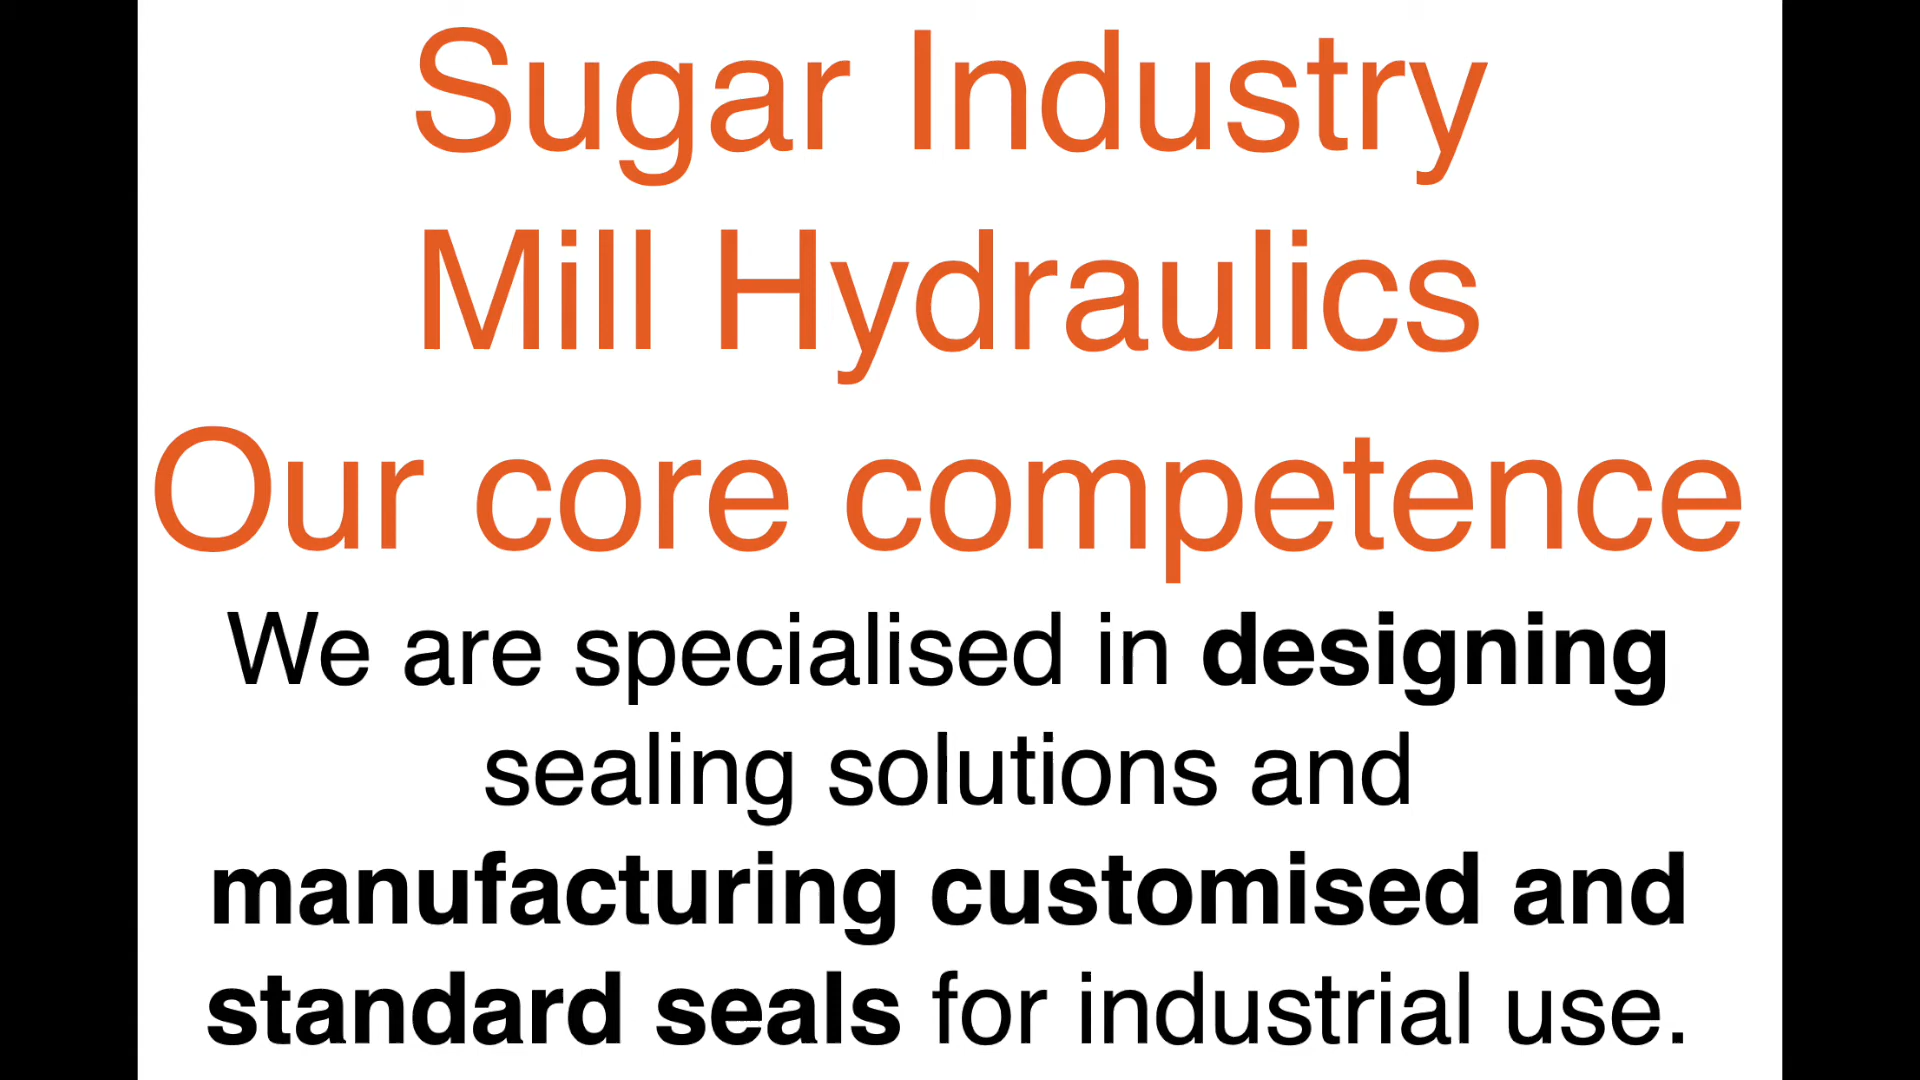 Sugar Industry
Mill Hydraulics
Our core competence
We are specialised in designing
sealing solutions and
manufacturing customised and
standard seals for industrial use.